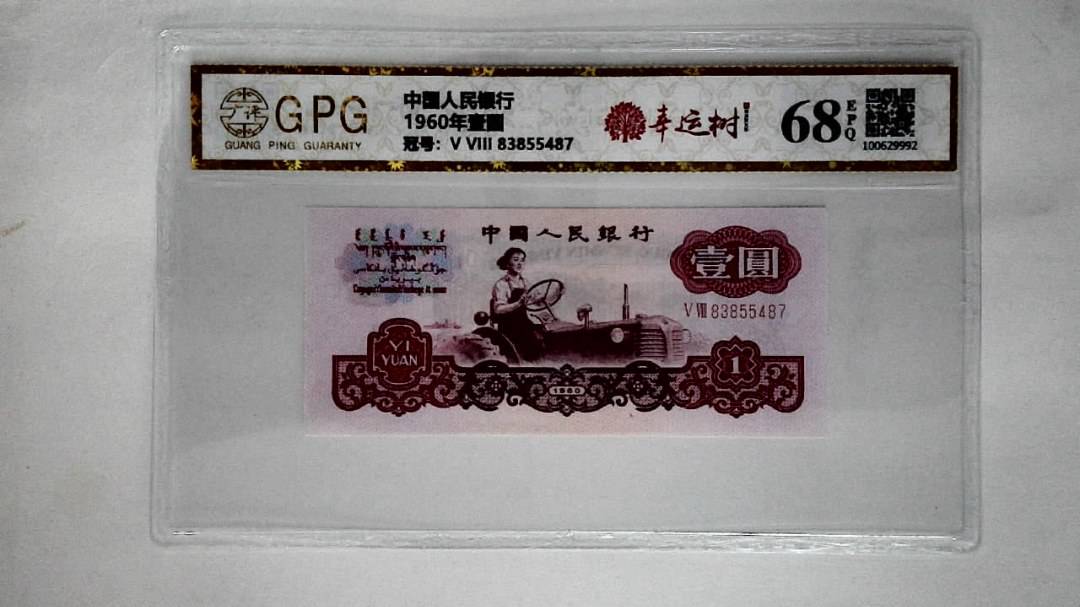 GPG
GUANG PING GUARANTY
中国人民银行
1960年壹圆
冠号：V VIII 83855487
幸运树
68
EPQ
100629992
中國人民銀行
壹圓
V VIII 83855487
YI
YUAN
1960
1